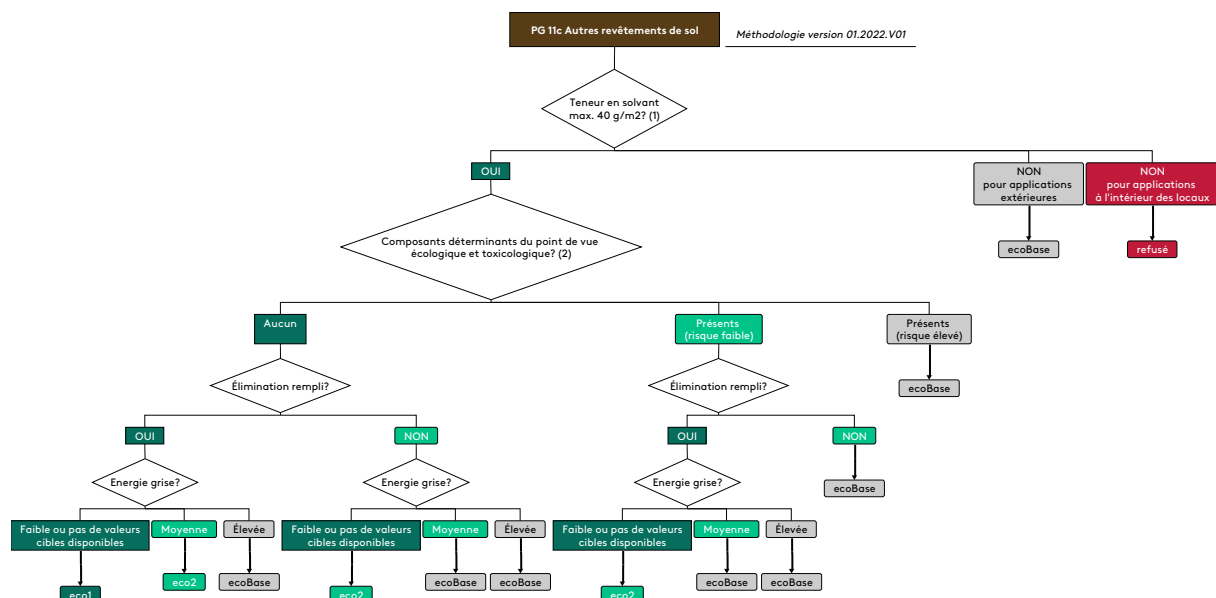 PG 11c Autres revêtements de sol
Méthodologie version 01.2022.V01
Teneur en solvant
max. 40 g/m2? (1)
OUI
NON
pour applications
extérieures
NON
pour applications
à l'intérieur des locaux
Composants déterminants du point de vue
écologique et toxicologique? (2)
ecoBase
refusé
Aucun
Présents
(risque faible)
Présents
(risque élevé)
Élimination rempli?
Élimination rempli?
ecoBase
OUI
NON
OUI
NON
Energie grise?
Energie grise?
Energie grise?
ecoBase
Faible ou pas de valeurs
cibles disponibles
Moyenne
Élevée
Faible ou pas de valeurs
cibles disponibles
Moyenne
Élevée
Faible ou pas de valeurs
cibles disponibles
Moyenne
Élevée
eco1
eco2
ecoBase
eco2
ecoBase
ecoBase
eco2
ecoBase
ecoBase